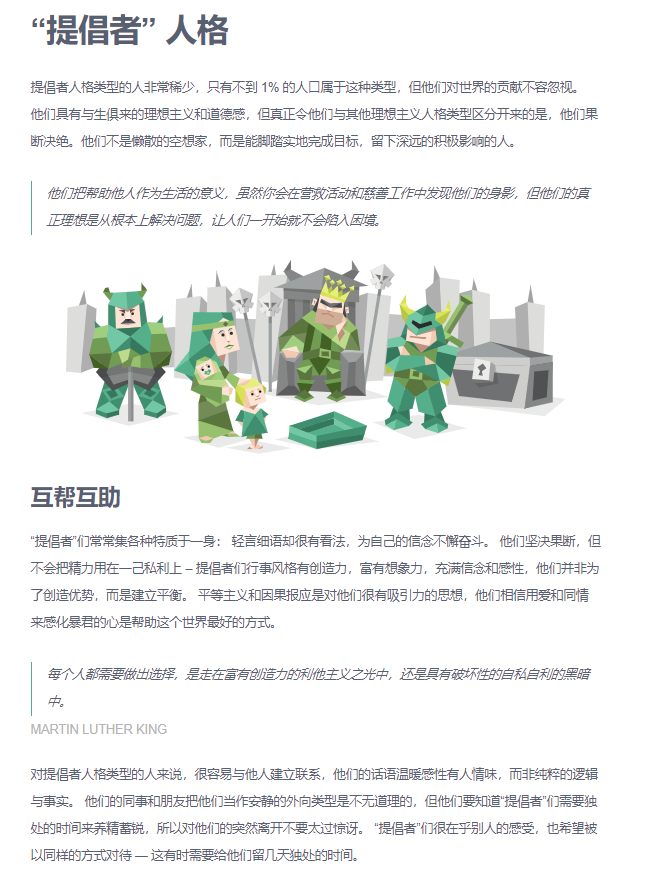 “提倡者” 人格
提倡者人格类型的人非常稀少，只有不到 1% 的人口属于这种类型，但他们对世界的贡献不容忽视。
他们具有与生俱来的理想主义和道德感，但真正令他们与其他理想主义人格类型区分开来的是，他们果
断决绝。他们不是懒散的空想家，而是能脚踏实地完成目标，留下深远的积极影响的人。
他们把帮助他人作为生活的意义，虽然你会在营救活动和慈善工作中发现他们的身影，但他们的真
正理想是从根本上解决问题，让人们一开始就不会陷入困境。
互帮互助
“提倡者”们常常集各种特质于一身： 轻言细语却很有看法，为自己的信念不懈奋斗。 他们坚决果断，但
不会把精力用在一己私利上 – 提倡者们行事风格有创造力，富有想象力，充满信念和感性，他们并非为
了创造优势，而是建立平衡。 平等主义和因果报应是对他们很有吸引力的思想，他们相信用爱和同情
来感化暴君的心是帮助这个世界最好的方式。
每个人都需要做出选择，是走在富有创造力的利他主义之光中，还是具有破坏性的自私自利的黑暗
中。
MARTIN LUTHER KING
对提倡者人格类型的人来说，很容易与他人建立联系，他们的话语温暖感性有人情味，而非纯粹的逻辑
与事实。 他们的同事和朋友把他们当作安静的外向类型是不无道理的，但他们要知道“提倡者”们需要独
处的时间来养精蓄锐，所以对他们的突然离开不要太过惊讶。 “提倡者”们很在乎别人的感受，也希望被
以同样的方式对待 — 这有时需要给他们留几天独处的时间。